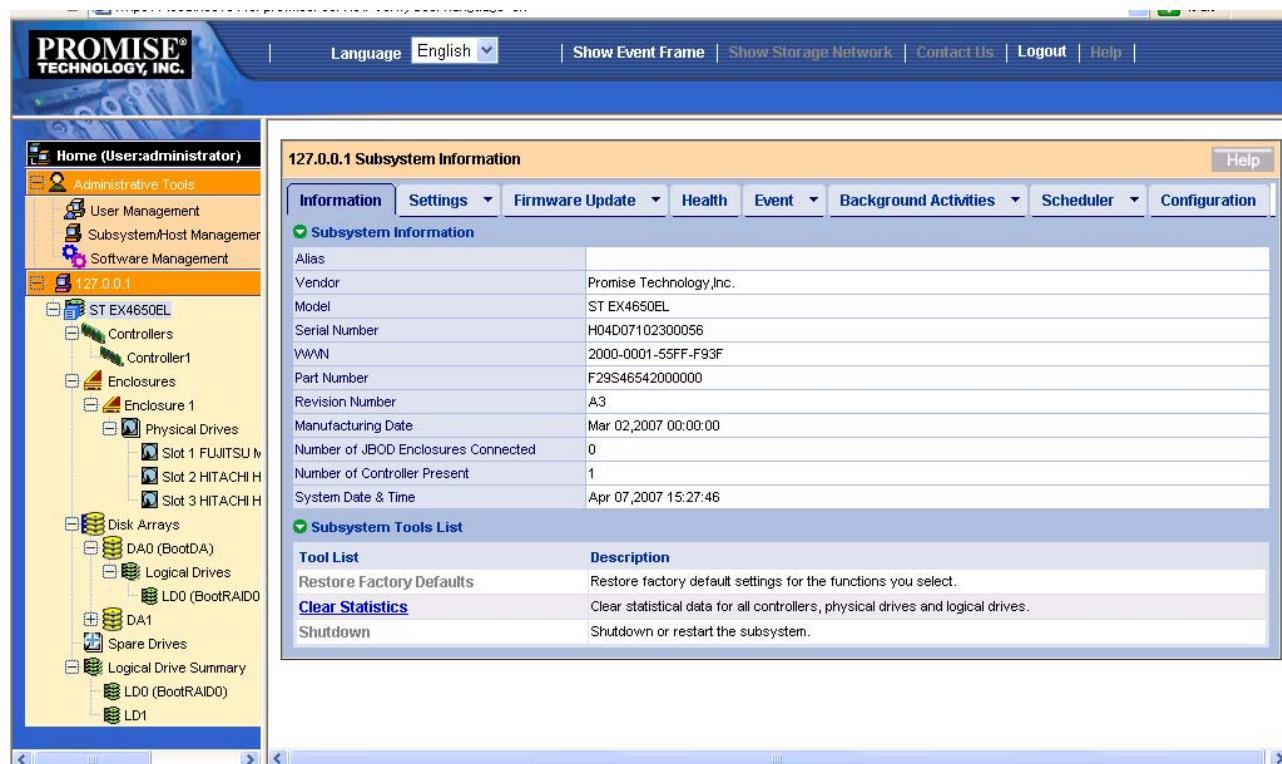 PROMISE®
TECHNOLOGY, INC.
Language English | Show Event Frame | Show Storage Network | Contact Us | Logout | Help |
Home (User:administrator)
Administrative Tools
User Management
Subsystem/Host Managemer
Software Management
127.0.0.1
ST EX4650EL
Controllers
Controller1
Enclosures
Enclosure 1
Physical Drives
Slot 1 FUJITSU M
Slot 2 HITACHI H
Slot 3 HITACHI H
Disk Arrays
DA0 (BootDA)
Logical Drives
LD0 (BootRAID0
DA1
Spare Drives
Logical Drive Summary
LD0 (BootRAID0)
LD1
127.0.0.1 Subsystem Information Help
Information Settings Firmware Update Health Event Background Activities Scheduler Configuration
Subsystem Information
Alias
Vendor Promise Technology,Inc.
Model ST EX4650EL
Serial Number H04D07102300056
WWN 2000-0001-55FF-F93F
Part Number F29S46542000000
Revision Number A3
Manufacturing Date Mar 02,2007 00:00:00
Number of JBOD Enclosures Connected 0
Number of Controller Present 1
System Date & Time Apr 07,2007 15:27:46
Subsystem Tools List
Tool List Description
Restore Factory Defaults Restore factory default settings for the functions you select.
Clear Statistics Clear statistical data for all controllers, physical drives and logical drives.
Shutdown Shutdown or restart the subsystem.